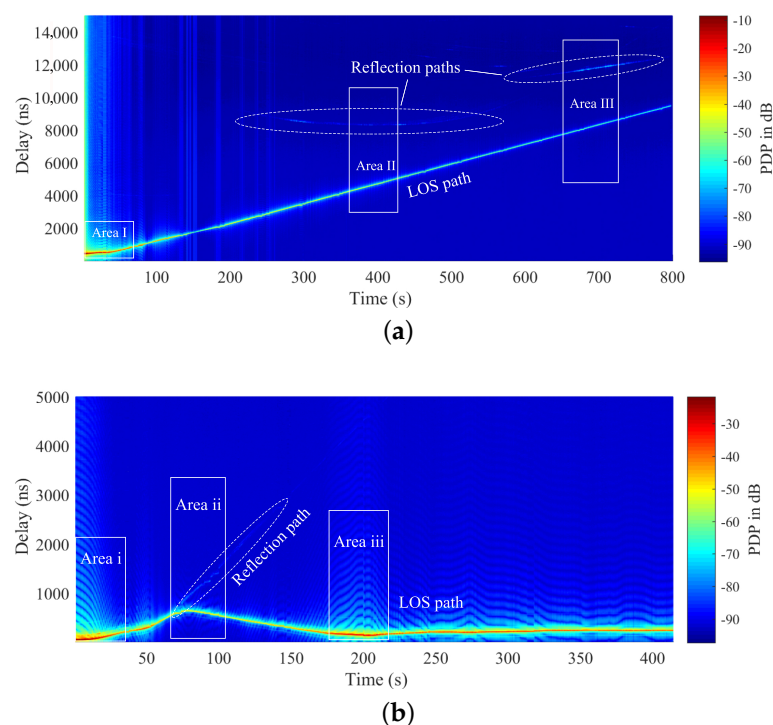 15,000
14,000
12,000
10,000
8000
6000
4000
2000
Delay (ns)
Reflection paths
Area I
Area II
Area III
LOS path
100 200 300 400 500 600 700 800
Time (s)
-10
-20
-30
-40
-50
-60
-70
-80
-90
PDP in dB
(a)
5000
4000
3000
2000
1000
Delay (ns)
Area i
Area ii
Reflection path
Area iii
LOS path
50 100 150 200 250 300 350 400
Time (s)
-30
-40
-50
-60
-70
-80
-90
PDP in dB
(b)